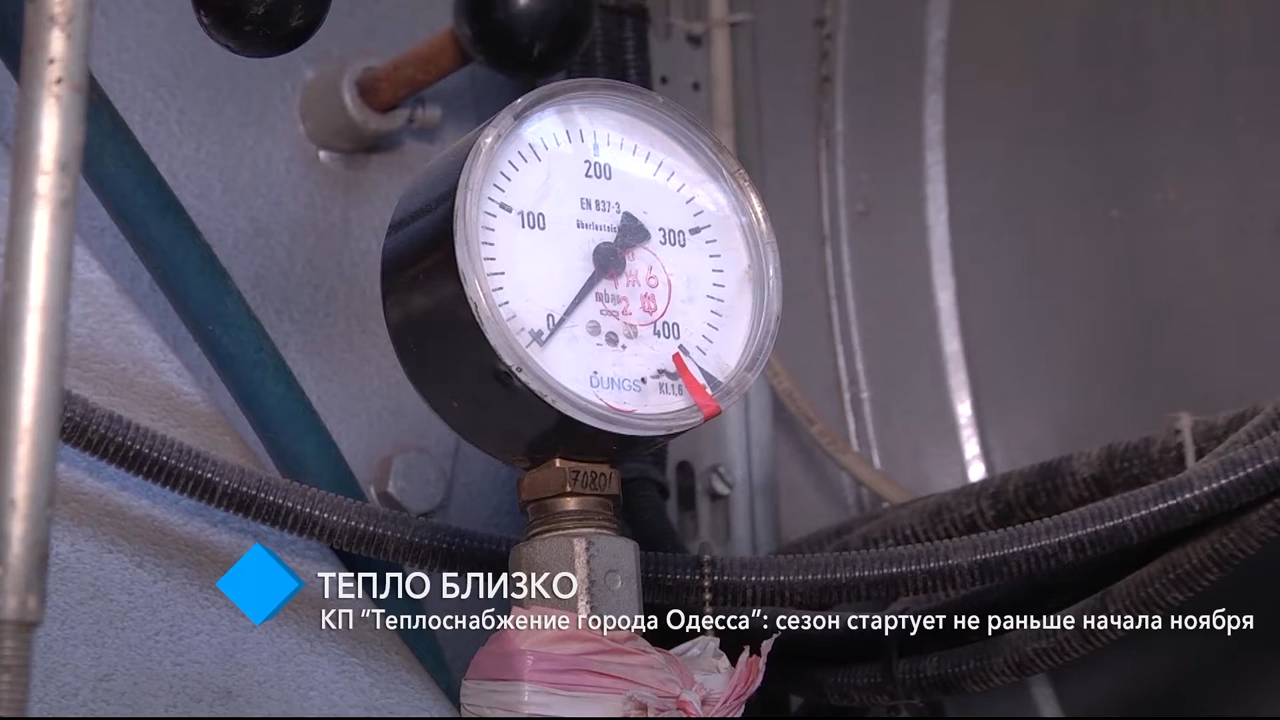 200
EN 837-3
100
300
mbar
0
400
DUNGS
Kl.1,6
70801
ТЕПЛО БЛИЗКО
КП "Теплоснабжение города Одесса": сезон стартует не раньше начала ноября